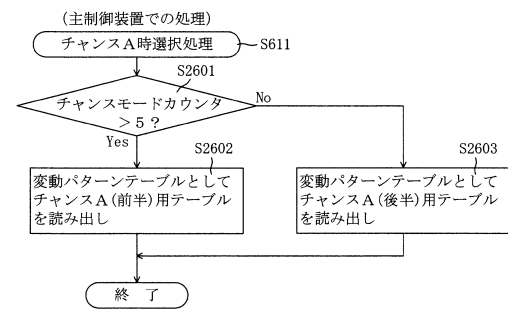 (主制御装置での処理)
チャンスA時選択処理
S611
S2601
チャンスモードカウンタ
>5?
No
Yes
S2602
変動パターンテーブルとして
チャンスA(前半)用テーブル
を読み出し
S2603
変動パターンテーブルとして
チャンスA(後半)用テーブル
を読み出し
終 了